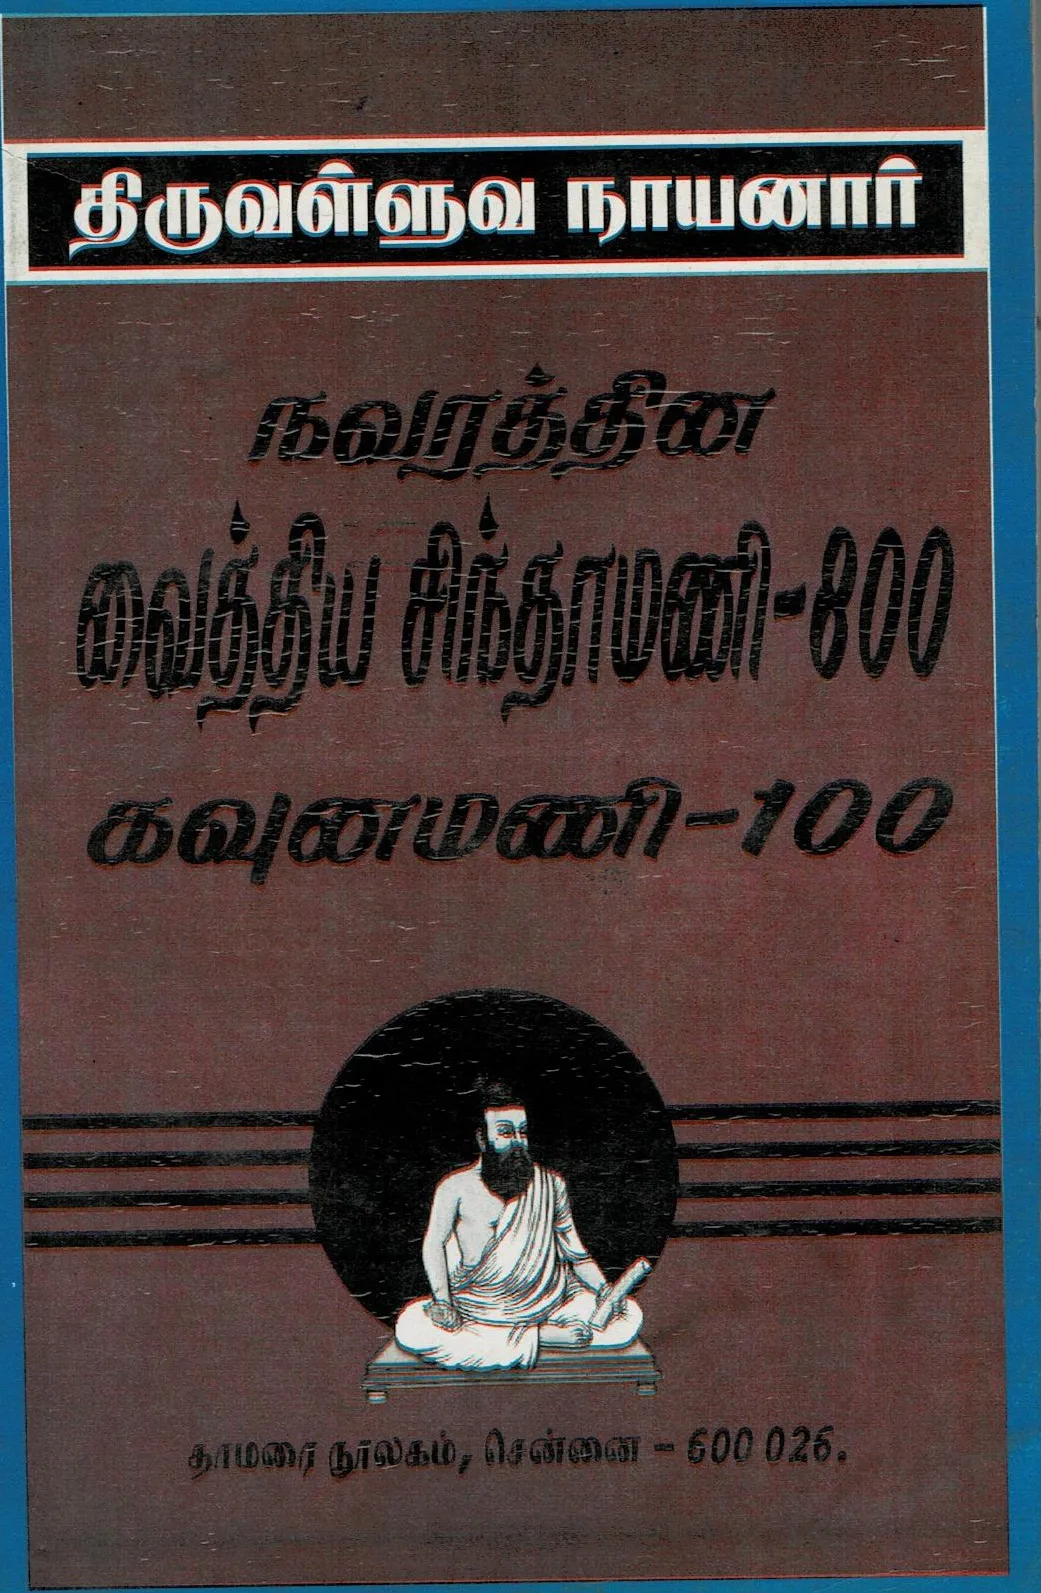 திருவள்ளுவ நாயனார்
நவரத்தின
வைத்திய சிந்தாமணி-800
கவுனமணி-100
தாமரை நூலகம், சென்னை - 600 026.